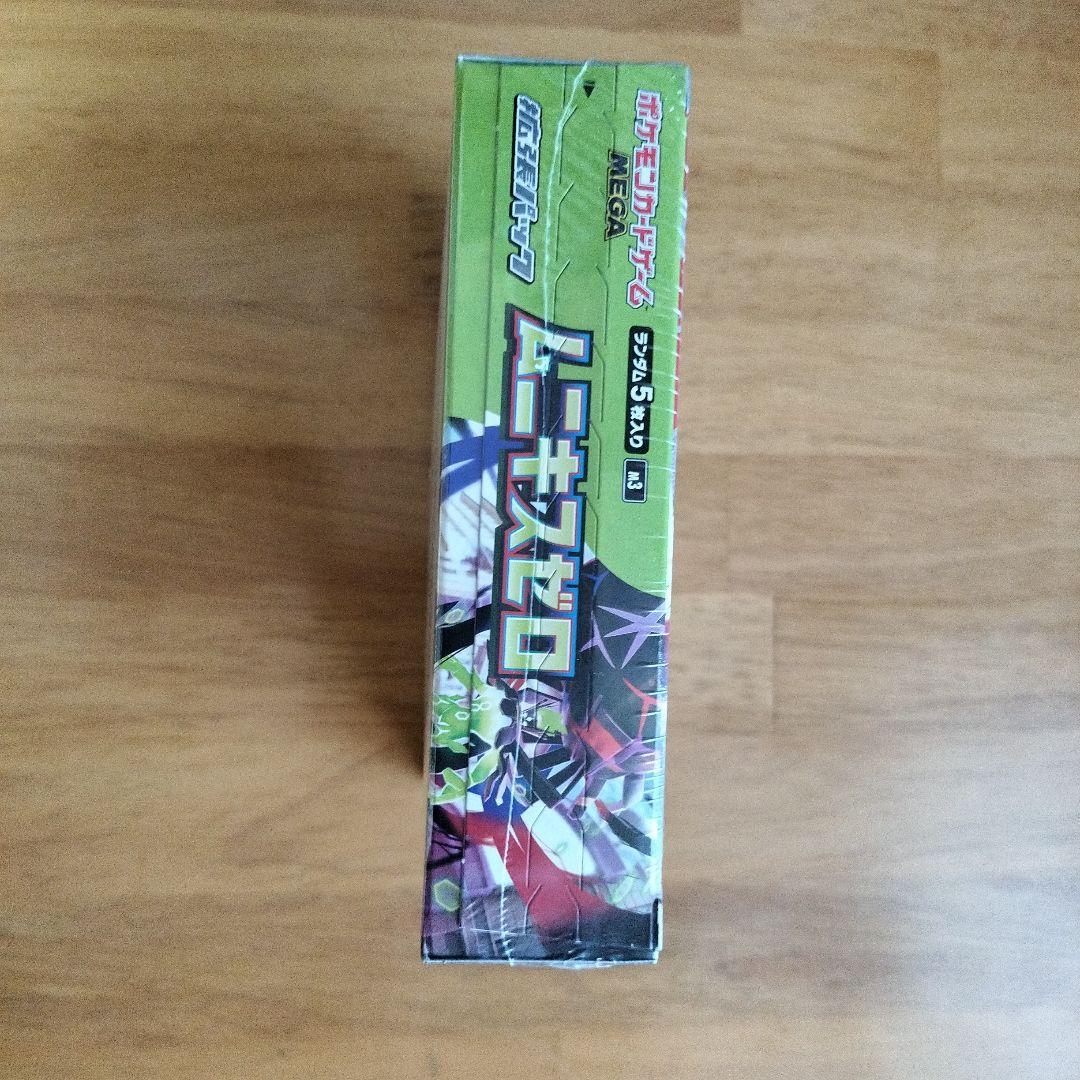 ポケモンカードゲーム
MEGA
ランダム5枚入り
M3
拡張パック
ムニキスゼロ